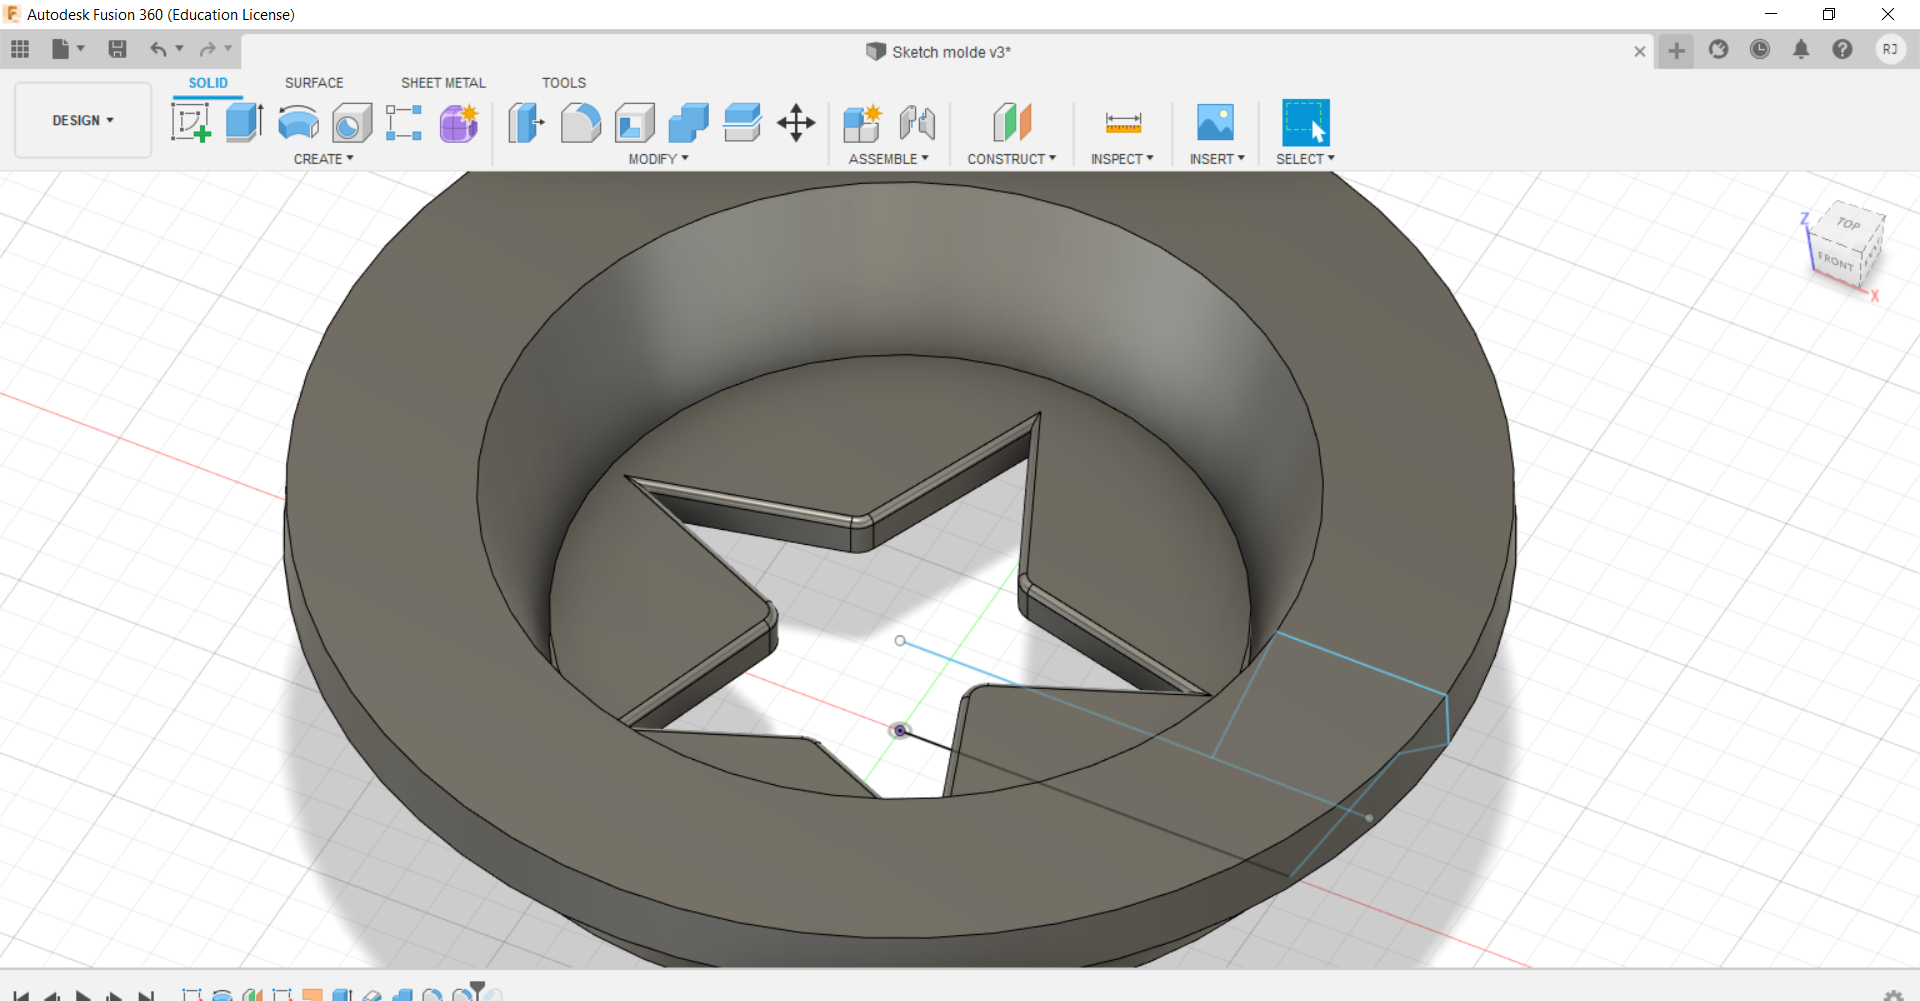 Autodesk Fusion 360 (Education License)
Sketch molde v3*
RJ
SOLID SURFACE SHEET METAL TOOLS
DESIGN
CREATE MODIFY ASSEMBLE CONSTRUCT INSPECT INSERT SELECT
TOP
Z
FRONT
X